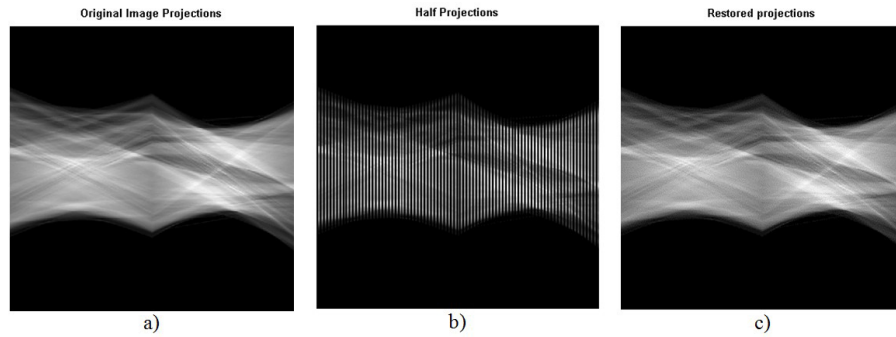 Original Image Projections
Half Projections
Restored projections
a)
b)
c)